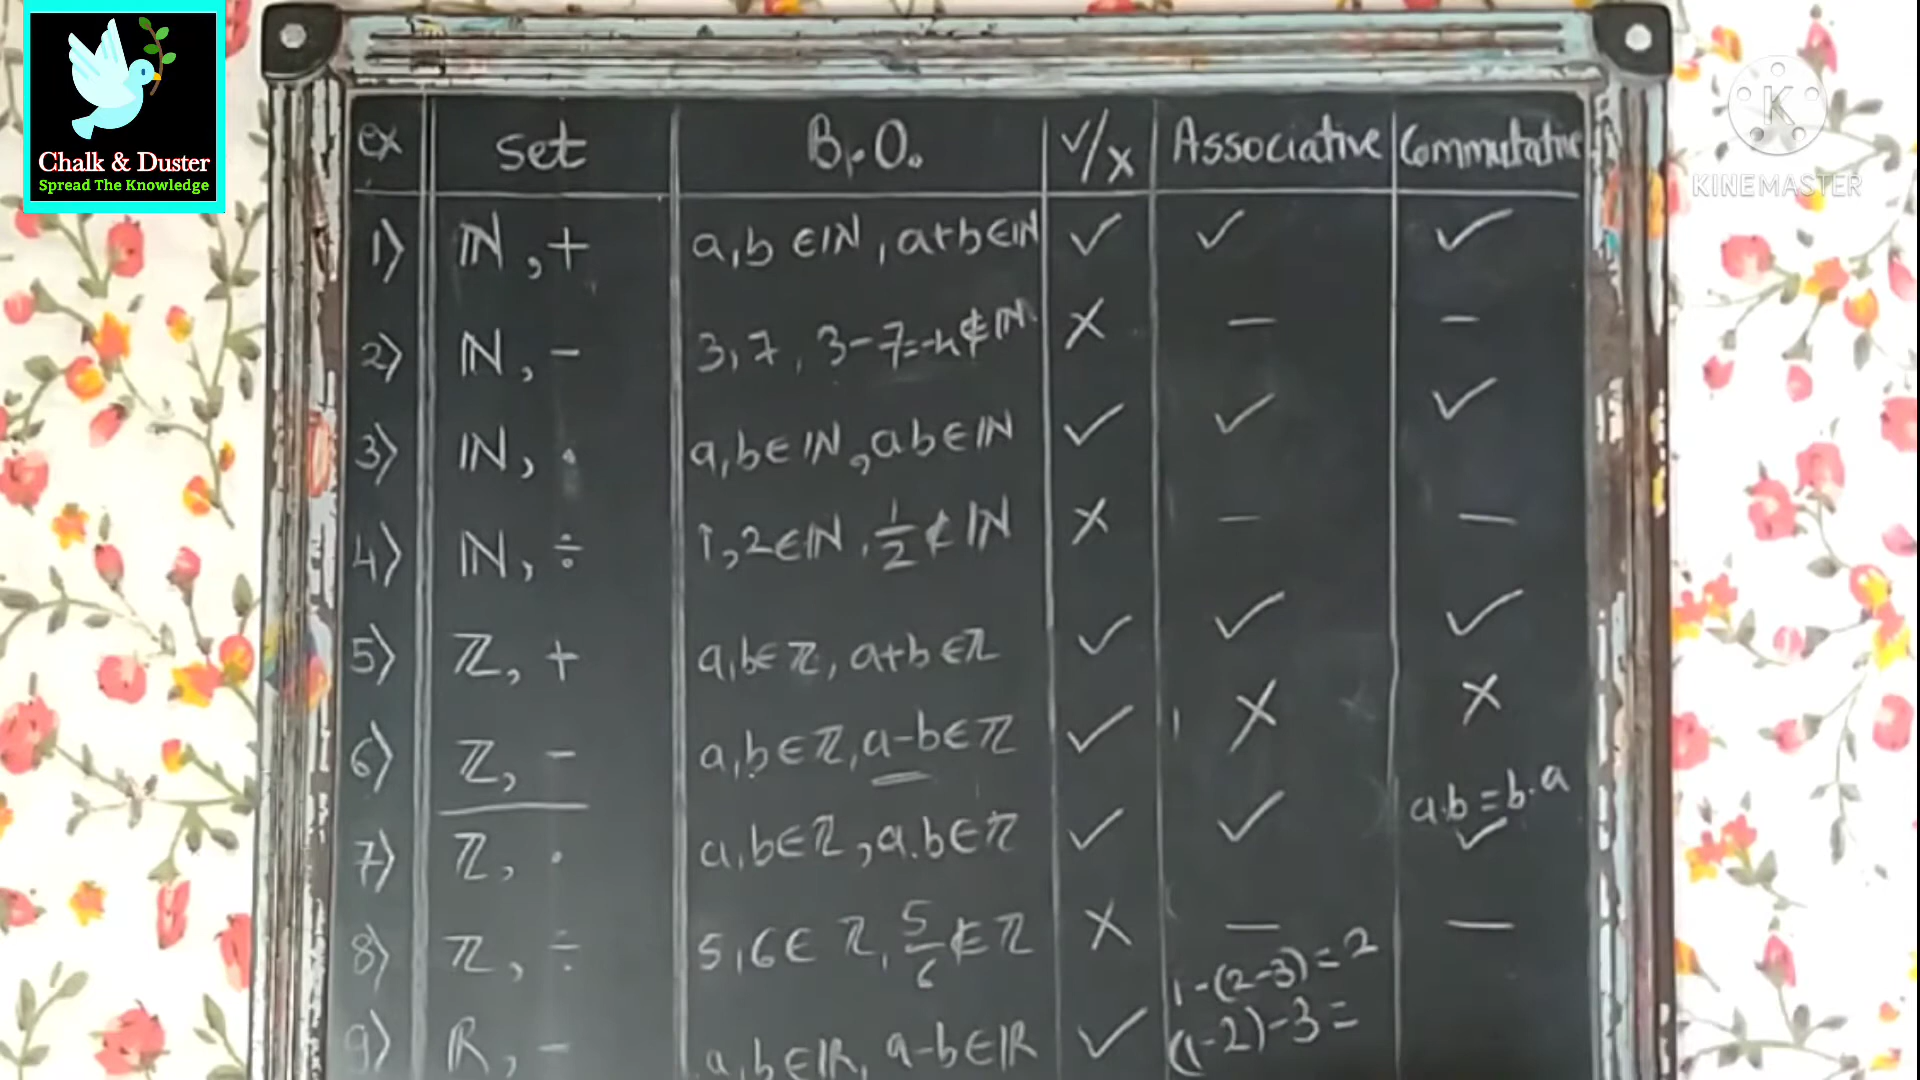 Chalk & Duster
Spread The Knowledge
KINEMASTER
ex Set B.O. ✓/x Associative Commutative
1) ℕ, + a, b ∈ ℕ, a+b ∈ ℕ ✓ ✓ ✓
2) ℕ, − 3, 7, 3−7=-4 ∉ ℕ. x — —
3) ℕ, · a, b ∈ ℕ, ab ∈ ℕ ✓ ✓ ✓
4) ℕ, ÷ 1, 2 ∈ ℕ, 1/2 ∉ ℕ x — —
5) ℤ, + a, b ∈ ℤ, a+b ∈ ℤ ✓ ✓ ✓
6) ℤ, − a, b ∈ ℤ, a−b ∈ ℤ ✓ x x
7) ℤ, · a, b ∈ ℤ, a.b ∈ ℤ ✓ ✓ a.b = b.a ✓
8) ℤ, ÷ 5, 6 ∈ ℤ, 5/6 ∉ ℤ x — —
1-(2-3) = 2
9) ℝ, − a, b ∈ ℝ, a−b ∈ ℝ ✓ (1-2)-3 =